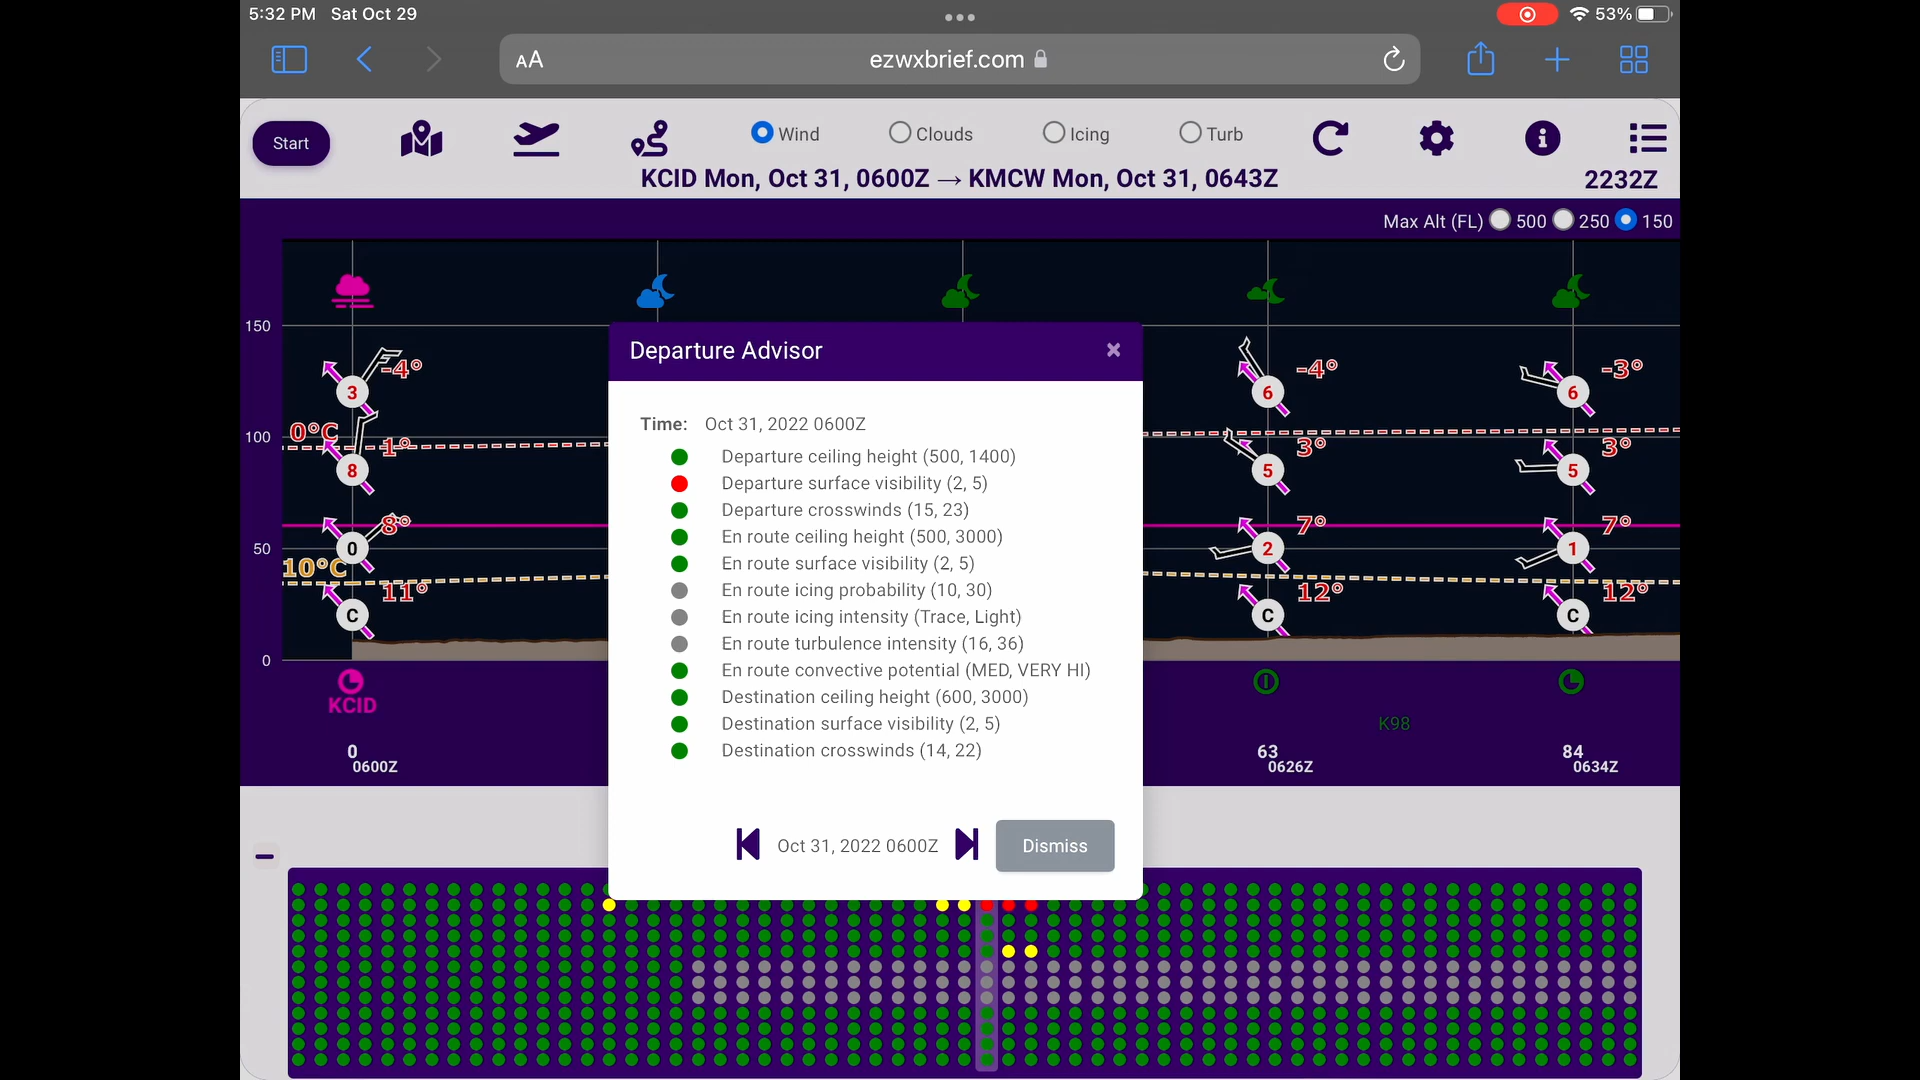 5:32 PM Sat Oct 29
53%
AA
ezwxbrief.com
Start
Wind
Clouds
Icing
Turb
KCID Mon, Oct 31, 0600Z → KMCW Mon, Oct 31, 0643Z
2232Z
Max Alt (FL) 500 250 150
150
100
50
0
-4°
3
0°C
1°
8
8°
0
10°C
11°
C
-4°
6
3°
5
7°
2
12°
C
-3°
6
3°
5
7°
1
12°
C
KCID
K98
0
0600Z
63
0626Z
84
0634Z
Departure Advisor ×
Time: Oct 31, 2022 0600Z
Departure ceiling height (500, 1400)
Departure surface visibility (2, 5)
Departure crosswinds (15, 23)
En route ceiling height (500, 3000)
En route surface visibility (2, 5)
En route icing probability (10, 30)
En route icing intensity (Trace, Light)
En route turbulence intensity (16, 36)
En route convective potential (MED, VERY HI)
Destination ceiling height (600, 3000)
Destination surface visibility (2, 5)
Destination crosswinds (14, 22)
Oct 31, 2022 0600Z
Dismiss